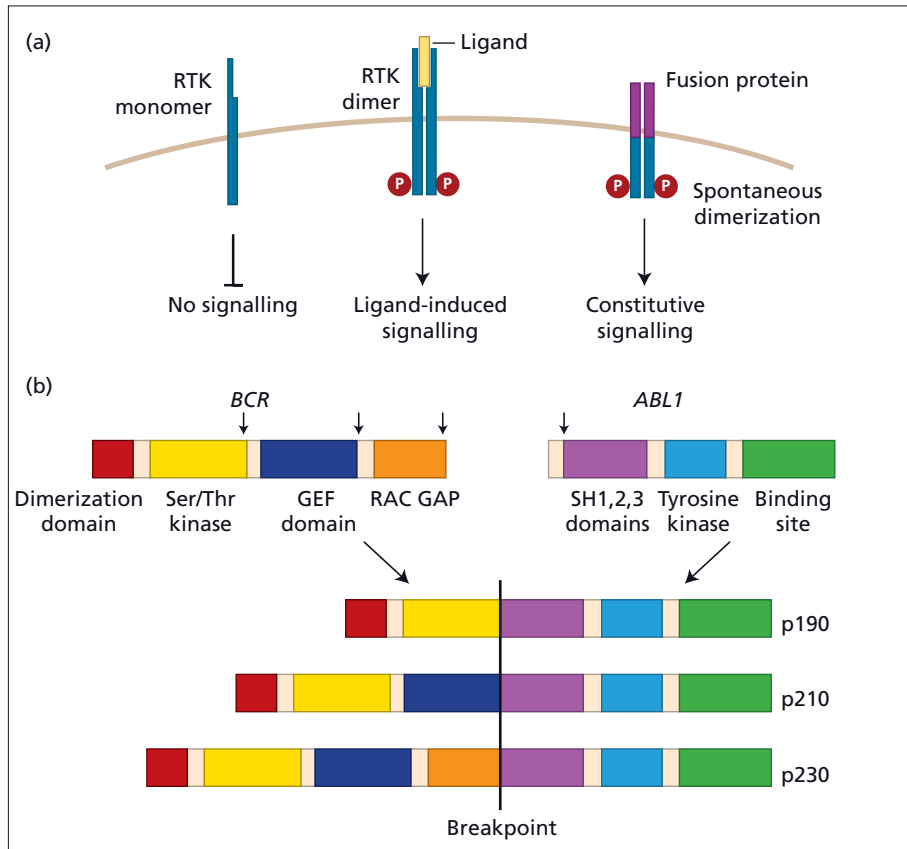 (a)
Ligand
RTK
monomer
RTK
dimer
Fusion protein
P
P
P
P
Spontaneous
dimerization
No signalling
Ligand-induced
signalling
Constitutive
signalling
(b)
BCR
ABL1
Dimerization
domain
Ser/Thr
kinase
GEF
domain
RAC GAP
SH1,2,3
domains
Tyrosine
kinase
Binding
site
p190
p210
p230
Breakpoint